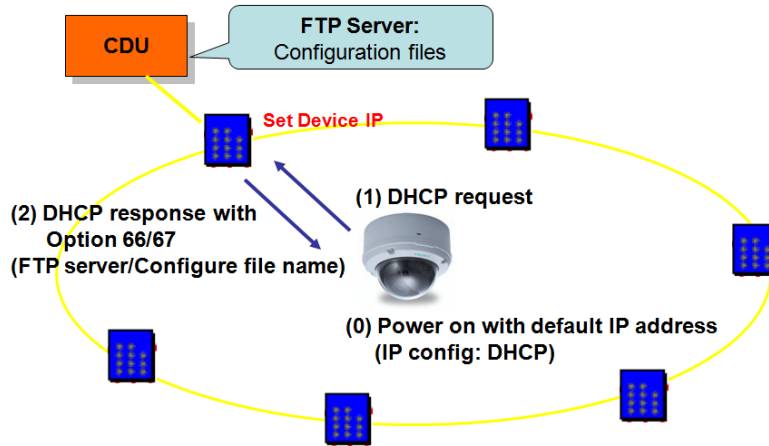 CDU
FTP Server:
Configuration files
Set Device IP
(1) DHCP request
(2) DHCP response with
Option 66/67
(FTP server/Configure file name)
(0) Power on with default IP address
(IP config: DHCP)